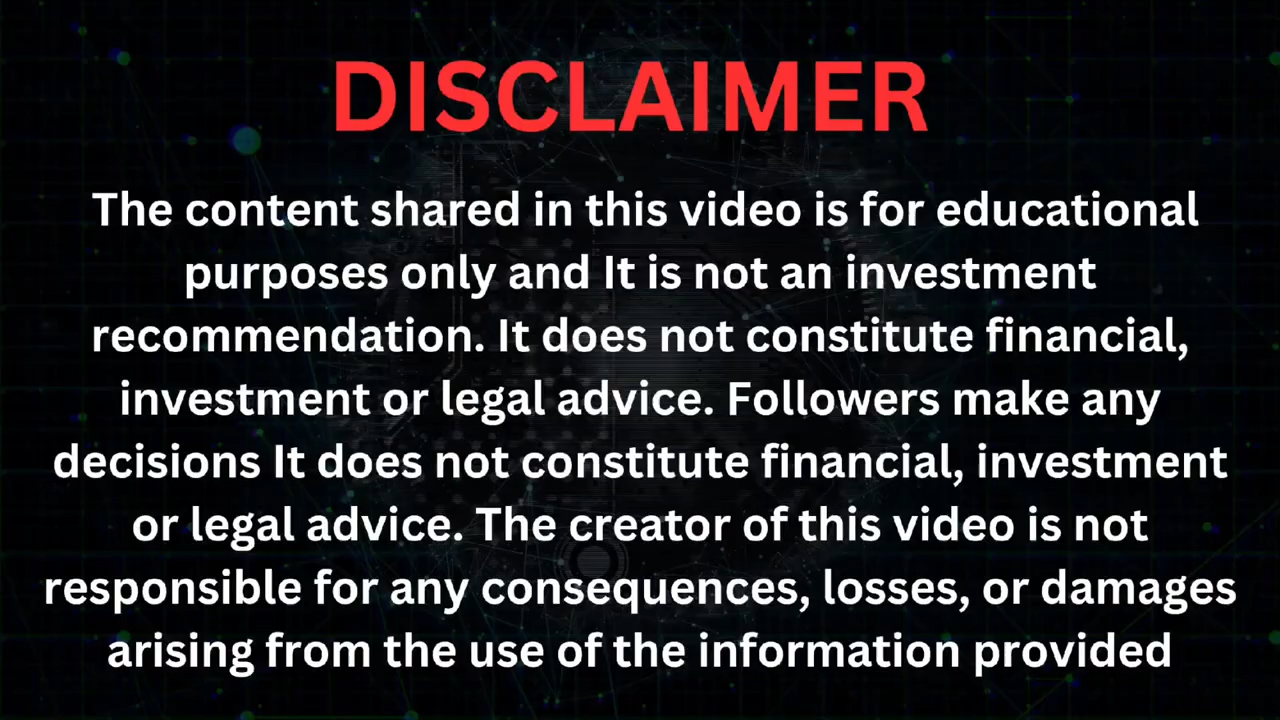 DISCLAIMER
The content shared in this video is for educational
purposes only and It is not an investment
recommendation. It does not constitute financial,
investment or legal advice. Followers make any
decisions It does not constitute financial, investment
or legal advice. The creator of this video is not
responsible for any consequences, losses, or damages
arising from the use of the information provided